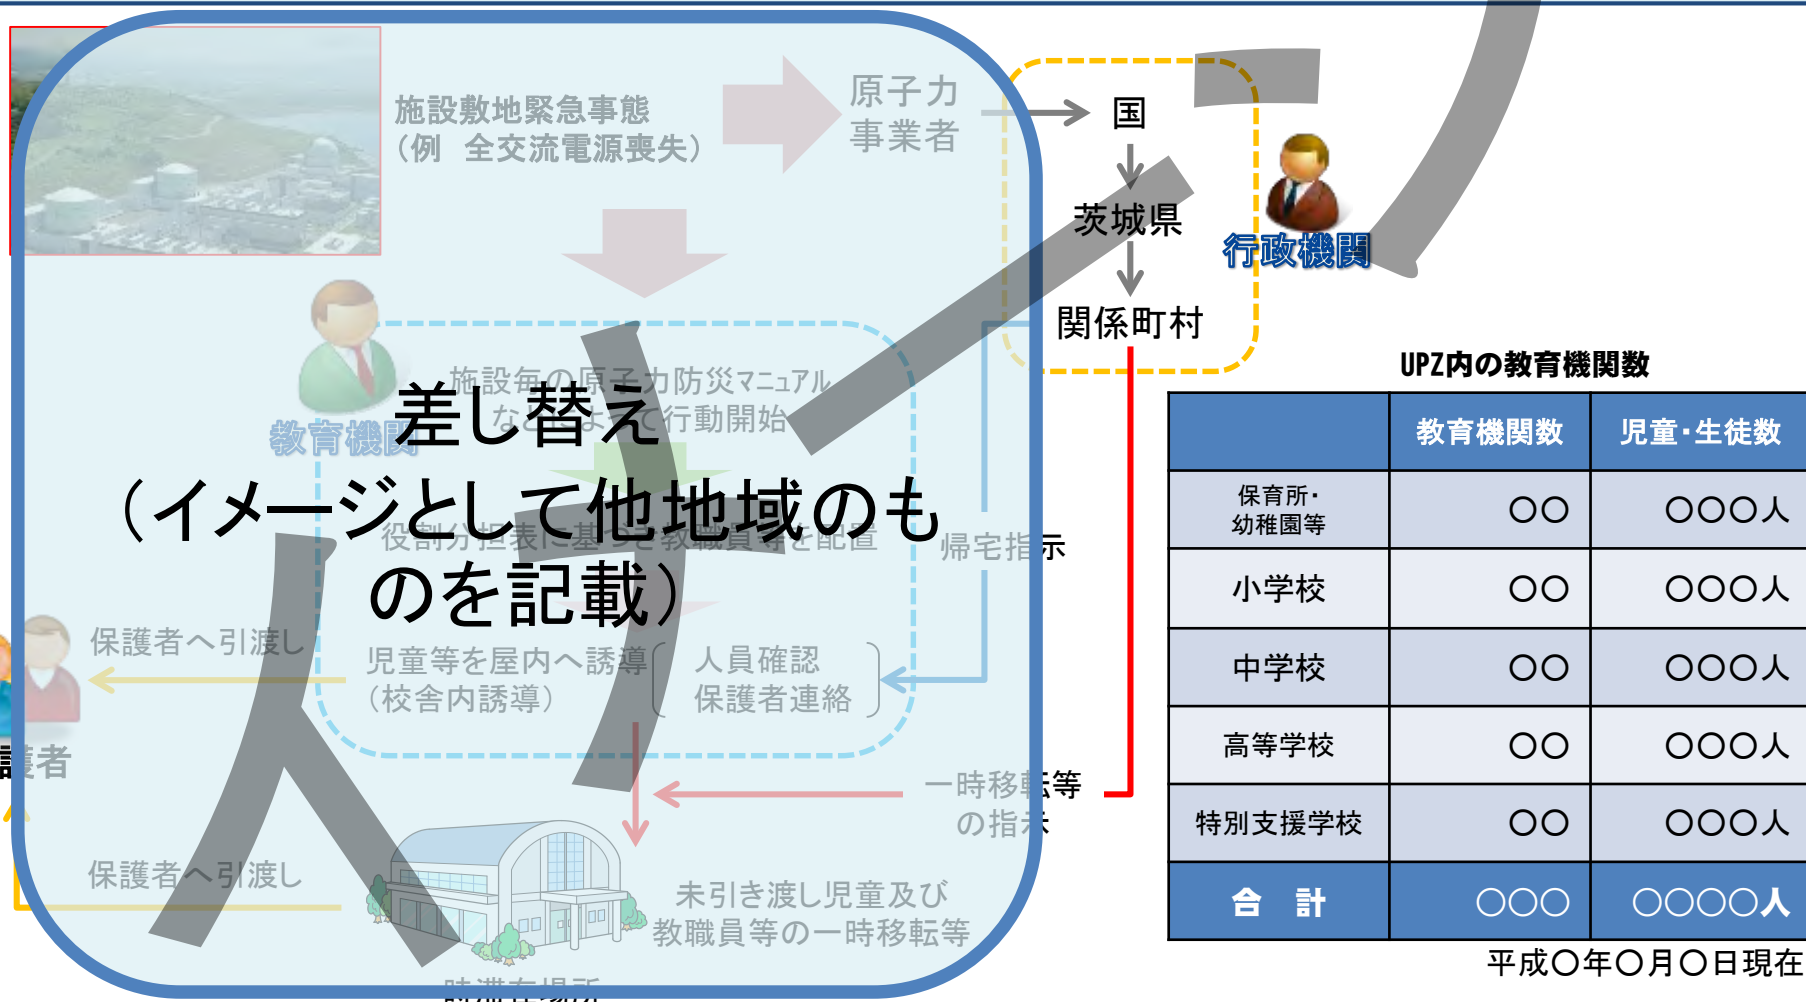 施設敷地緊急事態
（例　全交流電源喪失）
原子力
事業者
国
茨城県
関係町村
行政機関
教育機関
施設毎の原子力防災マニュアル
などによって行動開始
差し替え
（イメージとして他地域のも
のを記載）
役割分担表に基づき教職員等を配置
帰宅指示
保護者へ引渡し
児童等を屋内へ誘導
（校舎内誘導）
人員確認
保護者連絡
護者
一時移転等
の指示
保護者へ引渡し
未引き渡し児童及び
教職員等の一時移転等
時滞在場所
UPZ内の教育機関数
教育機関数 児童・生徒数
保育所・
幼稚園等 〇〇 〇〇〇人
小学校 〇〇 〇〇〇人
中学校 〇〇 〇〇〇人
高等学校 〇〇 〇〇〇人
特別支援学校 〇〇 〇〇〇人
合　計 〇〇〇 〇〇〇〇人
平成〇年〇月〇日現在